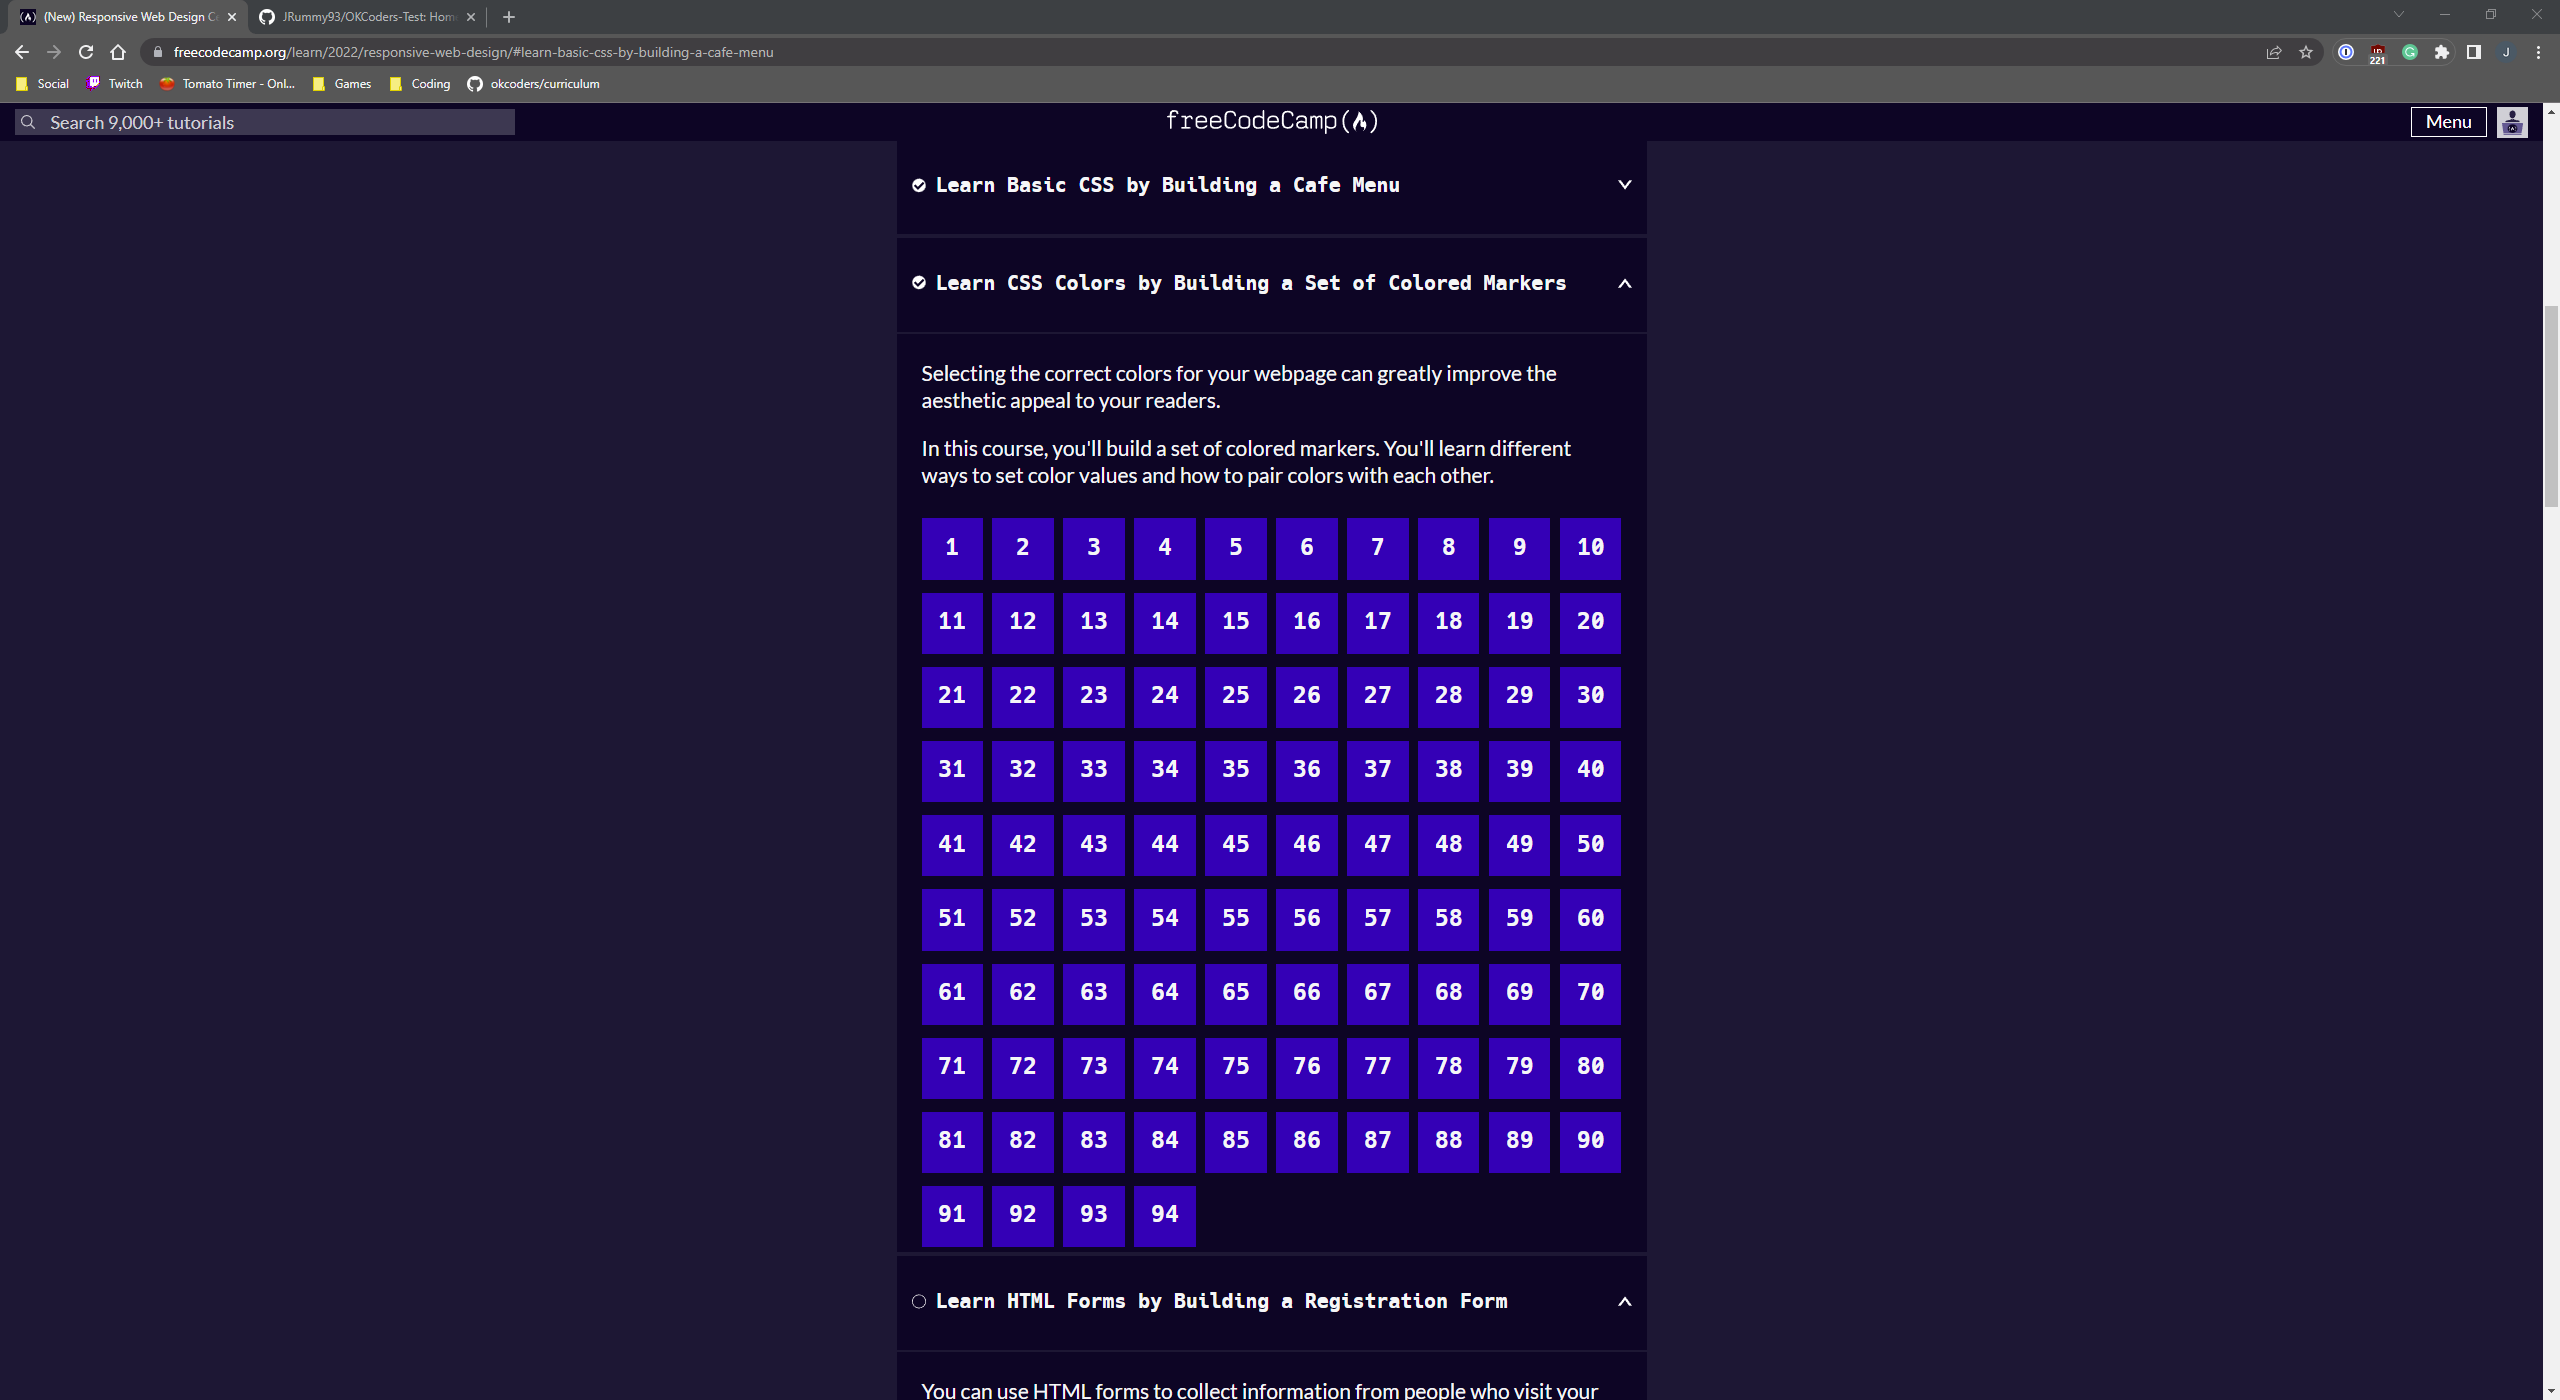 (New) Responsive Web Design Ce
JRummy93/OKCoders-Test: Hom
freecodecamp.org/learn/2022/responsive-web-design/#learn-basic-css-by-building-a-cafe-menu
221
J
Social
Twitch
Tomato Timer - Onl...
Games
Coding
okcoders/curriculum
Search 9,000+ tutorials
freeCodeCamp
Menu
Learn Basic CSS by Building a Cafe Menu
Learn CSS Colors by Building a Set of Colored Markers
Selecting the correct colors for your webpage can greatly improve the
aesthetic appeal to your readers.
In this course, you'll build a set of colored markers. You'll learn different
ways to set color values and how to pair colors with each other.
1 2 3 4 5 6 7 8 9 10
11 12 13 14 15 16 17 18 19 20
21 22 23 24 25 26 27 28 29 30
31 32 33 34 35 36 37 38 39 40
41 42 43 44 45 46 47 48 49 50
51 52 53 54 55 56 57 58 59 60
61 62 63 64 65 66 67 68 69 70
71 72 73 74 75 76 77 78 79 80
81 82 83 84 85 86 87 88 89 90
91 92 93 94
Learn HTML Forms by Building a Registration Form
You can use HTML forms to collect information from people who visit your